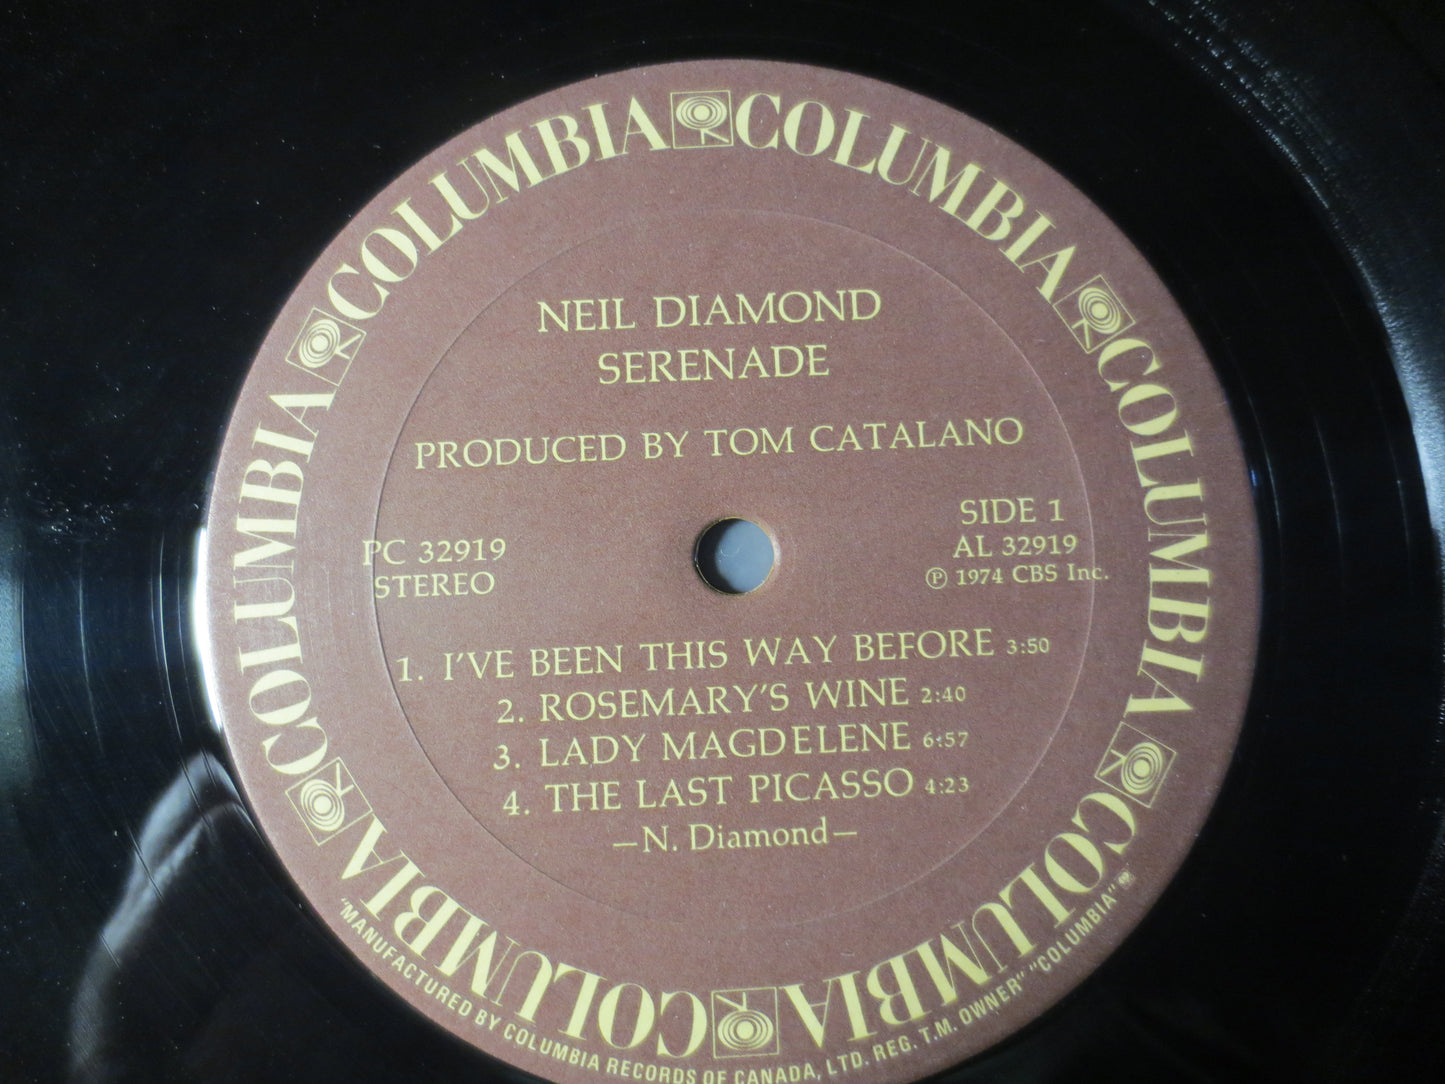 COLUMBIA COLUMBIA COLUMBIA COLUMBIA COLUMBIA COLUMBIA
NEIL DIAMOND
SERENADE
PRODUCED BY TOM CATALANO
PC 32919
STEREO
SIDE 1
AL 32919
Ⓟ 1974 CBS Inc.
1. I'VE BEEN THIS WAY BEFORE 3:50
2. ROSEMARY'S WINE 2:40
3. LADY MAGDELENE 6:57
4. THE LAST PICASSO 4:23
—N. Diamond—
"MANUFACTURED BY COLUMBIA RECORDS OF CANADA, LTD. REG. T.M. OWNER" "COLUMBIA"